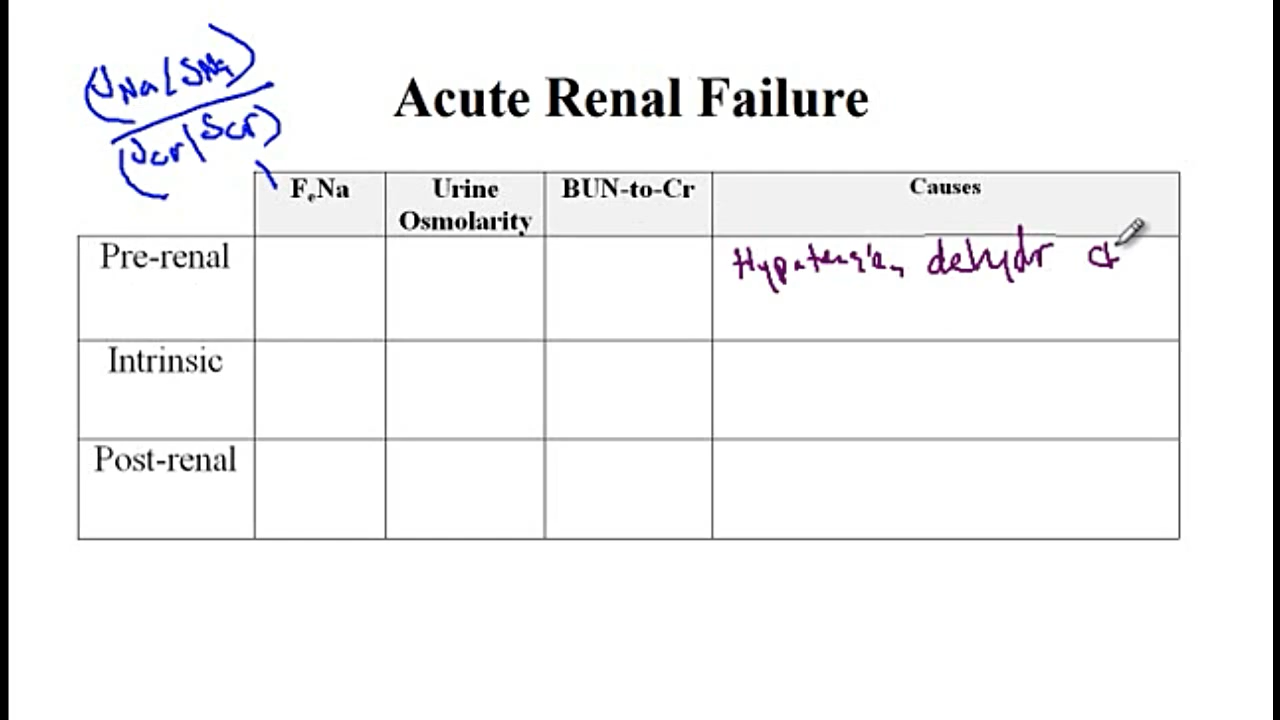 (UNa/SNa)
(Ucr/Scr)
Acute Renal Failure
FeNa Urine Osmolarity BUN-to-Cr Causes
Pre-renal Hypotension, dehydr
Intrinsic
Post-renal